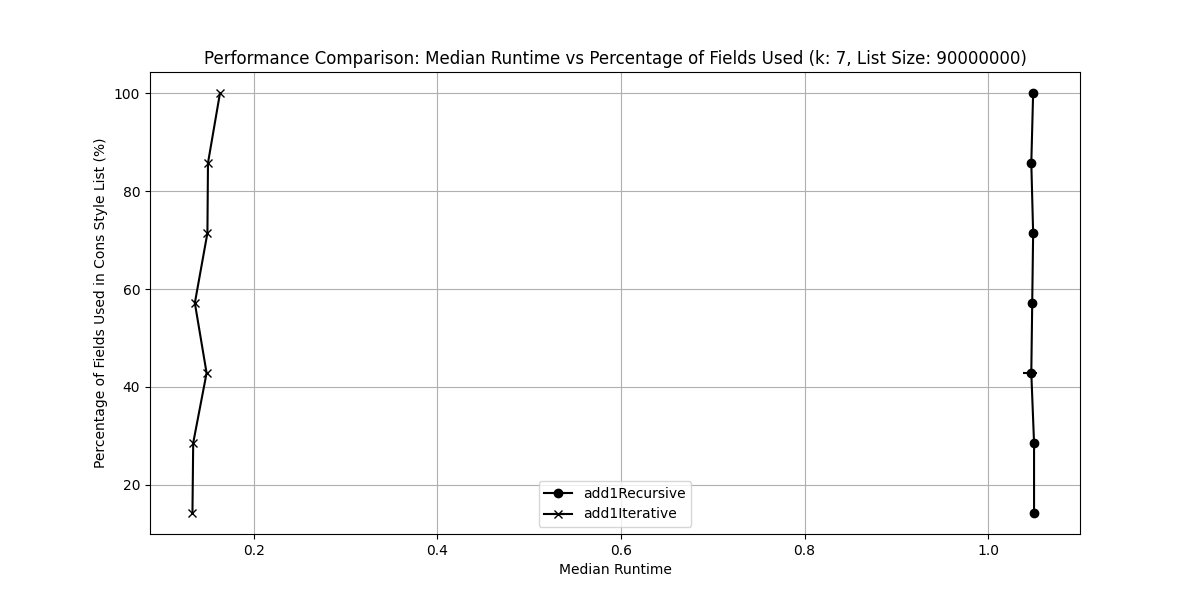 Performance Comparison: Median Runtime vs Percentage of Fields Used (k: 7, List Size: 90000000)
Percentage of Fields Used in Cons Style List (%)
100
80
60
40
20
add1Recursive
add1Iterative
0.2
0.4
0.6
0.8
1.0
Median Runtime